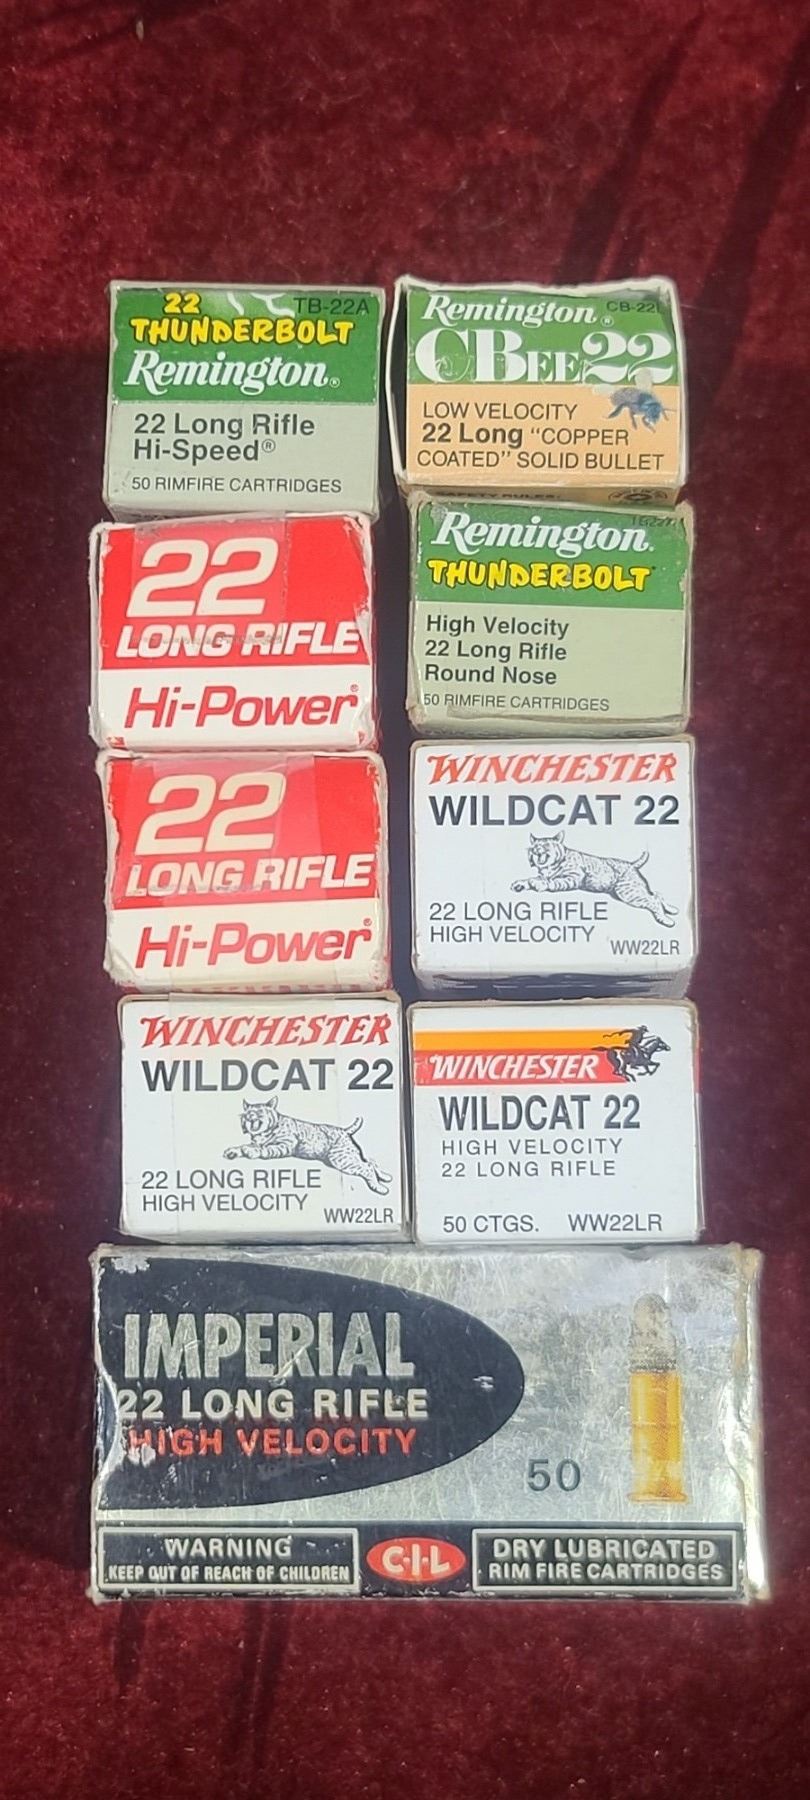 22 TB-22A
THUNDERBOLT
Remington®
22 Long Rifle
Hi-Speed®
50 RIMFIRE CARTRIDGES
Remington® CB-22L
CBEE22
LOW VELOCITY
22 Long "COPPER
COATED" SOLID BULLET
SAFETY RULES:
22
LONG RIFLE
Hi-Power®
Remington.
THUNDERBOLT
High Velocity
22 Long Rifle
Round Nose
50 RIMFIRE CARTRIDGES
22
LONG RIFLE
Hi-Power®
WINCHESTER
WILDCAT 22
22 LONG RIFLE
HIGH VELOCITY
WW22LR
WINCHESTER
WILDCAT 22
22 LONG RIFLE
HIGH VELOCITY
WW22LR
WINCHESTER
WILDCAT 22
HIGH VELOCITY
22 LONG RIFLE
50 CTGS. WW22LR
IMPERIAL
22 LONG RIFLE
HIGH VELOCITY
50
WARNING
KEEP OUT OF REACH OF CHILDREN
C·I·L
DRY LUBRICATED
RIM FIRE CARTRIDGES